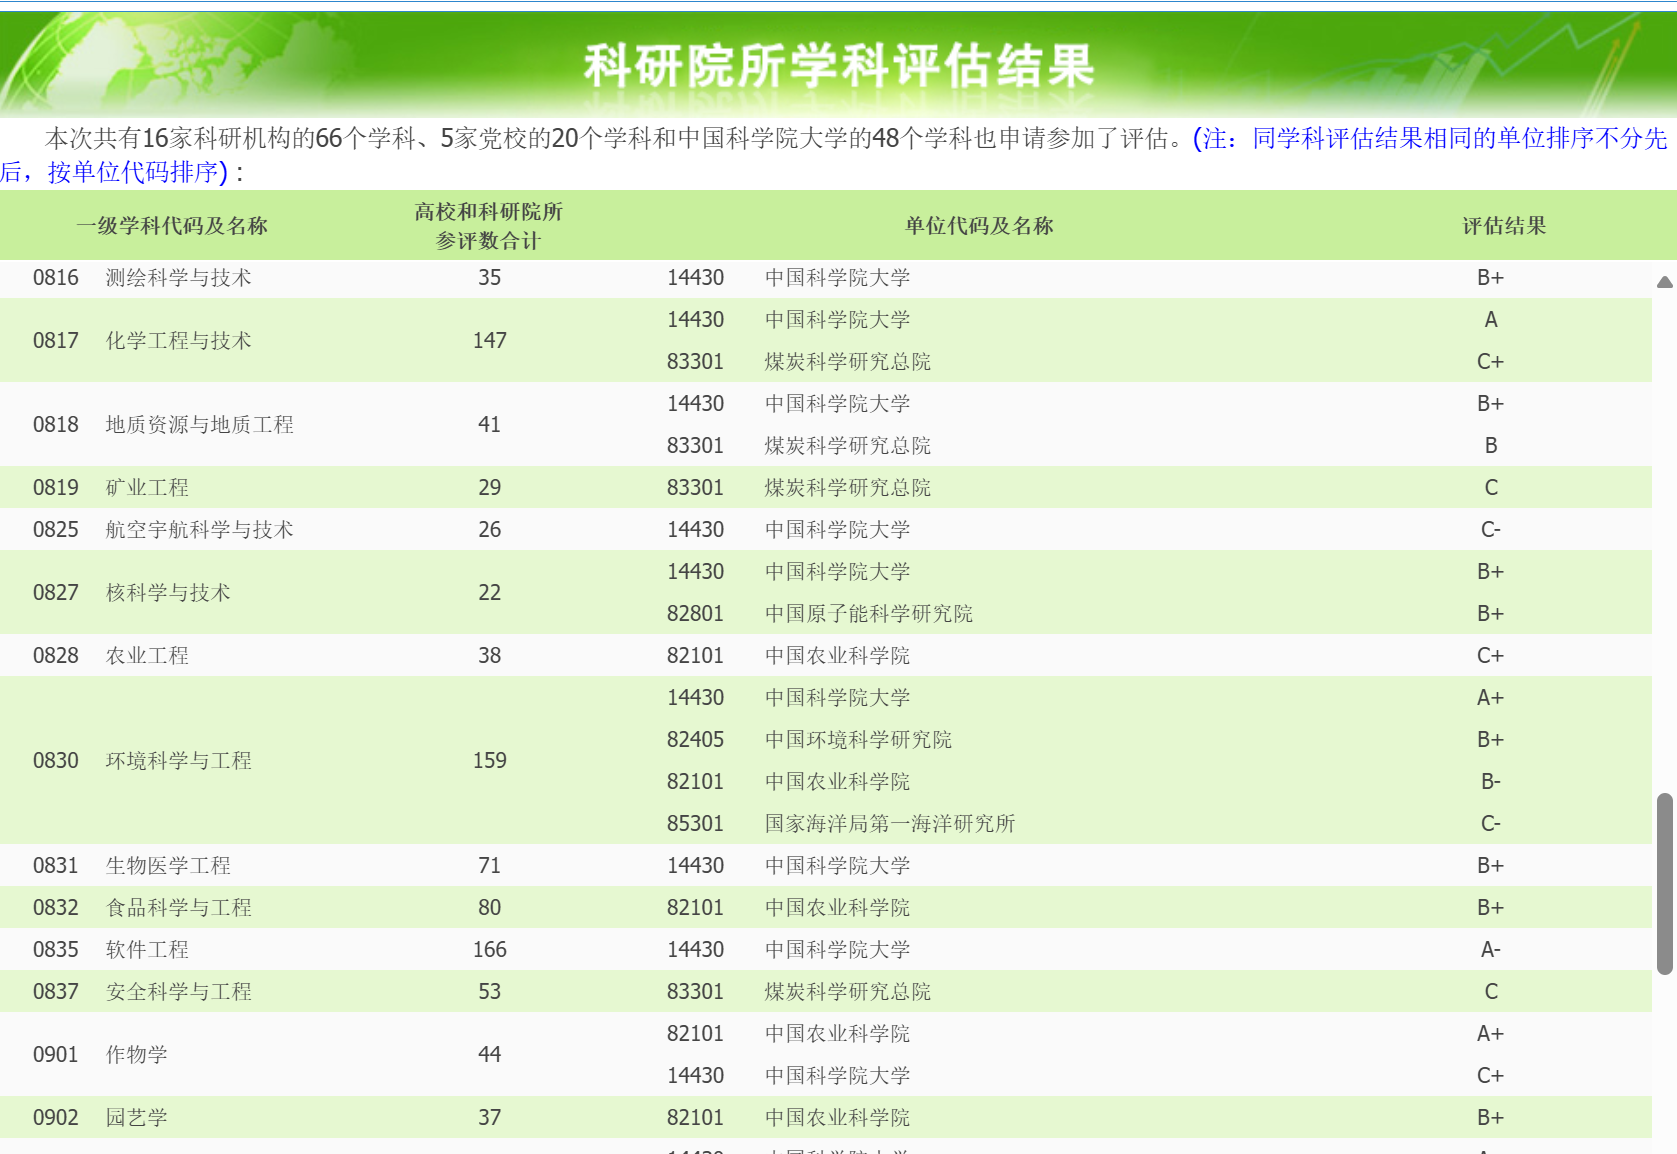 科研院所学科评估结果
本次共有16家科研机构的66个学科、5家党校的20个学科和中国科学院大学的48个学科也申请参加了评估。(注：同学科评估结果相同的单位排序不分先
后，按单位代码排序)：
一级学科代码及名称 高校和科研院所参评数合计 单位代码及名称 评估结果
0816 测绘科学与技术 35 14430 中国科学院大学 B+
0817 化学工程与技术 147 14430 中国科学院大学 A
83301 煤炭科学研究总院 C+
0818 地质资源与地质工程 41 14430 中国科学院大学 B+
83301 煤炭科学研究总院 B
0819 矿业工程 29 83301 煤炭科学研究总院 C
0825 航空宇航科学与技术 26 14430 中国科学院大学 C-
0827 核科学与技术 22 14430 中国科学院大学 B+
82801 中国原子能科学研究院 B+
0828 农业工程 38 82101 中国农业科学院 C+
0830 环境科学与工程 159 14430 中国科学院大学 A+
82405 中国环境科学研究院 B+
82101 中国农业科学院 B-
85301 国家海洋局第一海洋研究所 C-
0831 生物医学工程 71 14430 中国科学院大学 B+
0832 食品科学与工程 80 82101 中国农业科学院 B+
0835 软件工程 166 14430 中国科学院大学 A-
0837 安全科学与工程 53 83301 煤炭科学研究总院 C
0901 作物学 44 82101 中国农业科学院 A+
14430 中国科学院大学 C+
0902 园艺学 37 82101 中国农业科学院 B+